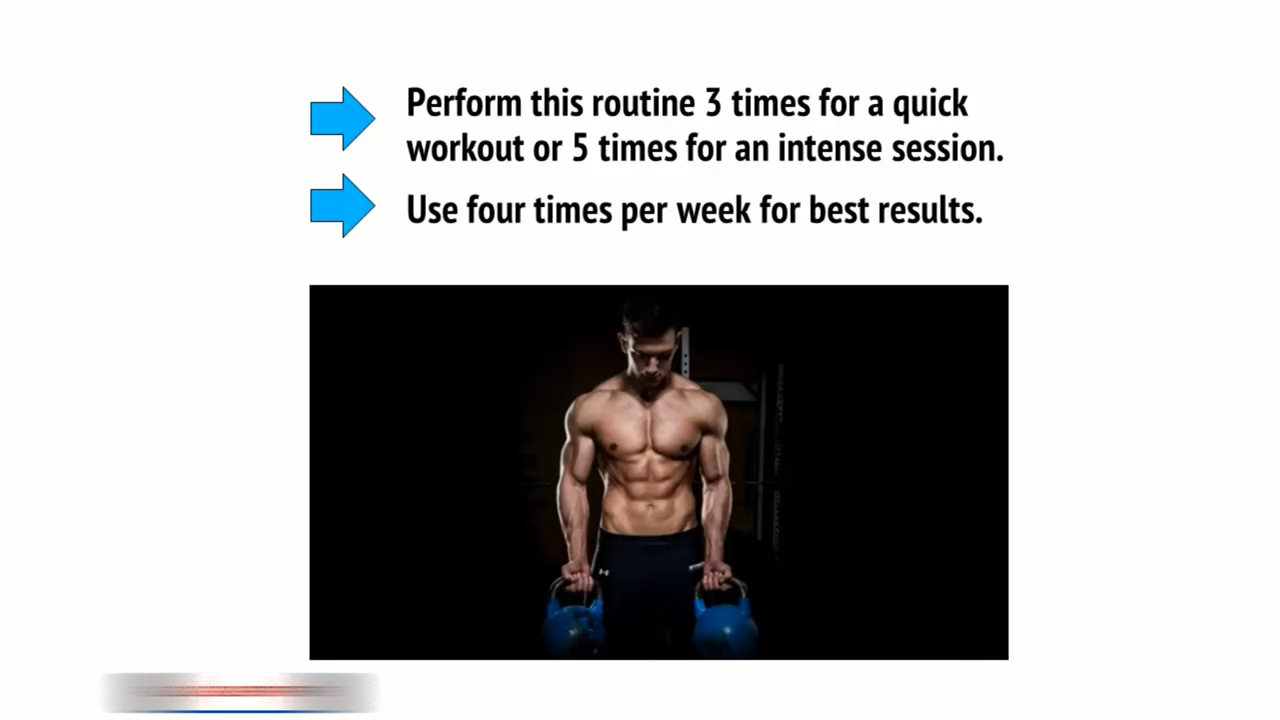 Perform this routine 3 times for a quick
workout or 5 times for an intense session.
Use four times per week for best results.